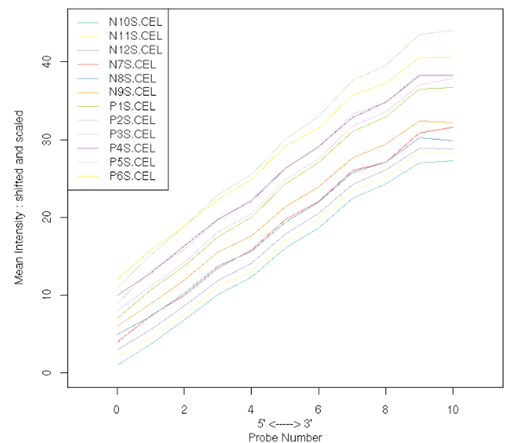 N10S.CEL
N11S.CEL
N12S.CEL
N7S.CEL
N8S.CEL
N9S.CEL
P1S.CEL
P2S.CEL
P3S.CEL
P4S.CEL
P5S.CEL
P6S.CEL
Mean Intensity : shifted and scaled
40
30
20
10
0
0 2 4 6 8 10
5' <-----> 3'
Probe Number